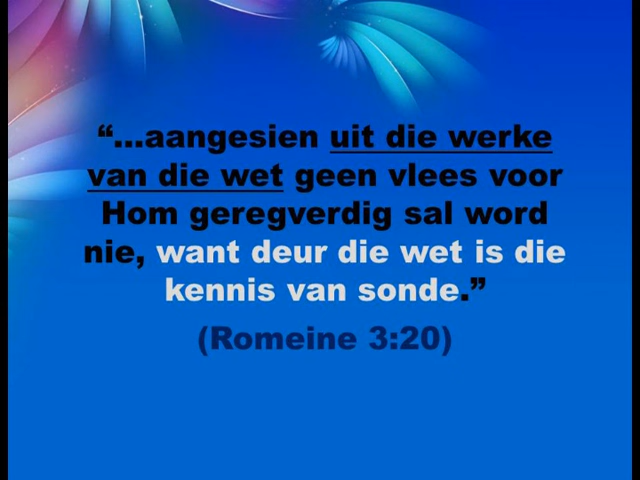 “...aangesien uit die werke
van die wet geen vlees voor
Hom geregverdig sal word
nie, want deur die wet is die
kennis van sonde.”
(Romeine 3:20)